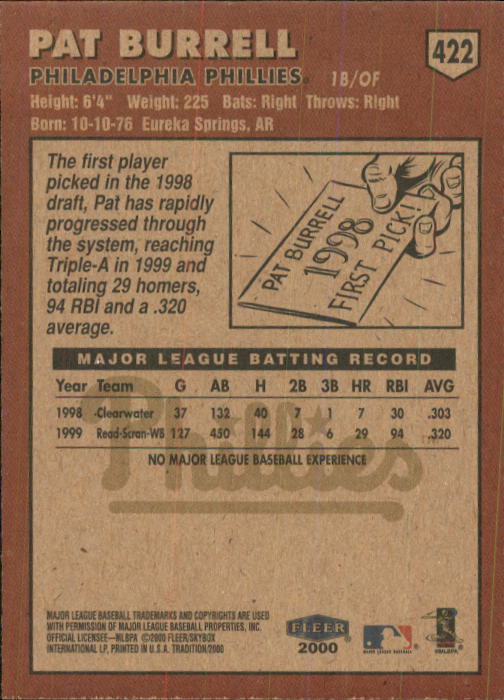 PAT BURRELL
422
PHILADELPHIA PHILLIES® 1B/OF
Height: 6'4" Weight: 225 Bats: Right Throws: Right
Born: 10-10-76 Eureka Springs, AR
The first player
picked in the 1998
draft, Pat has rapidly
progressed through
the system, reaching
Triple-A in 1999 and
totaling 29 homers,
94 RBI and a .320
average.
PAT BURRELL
1998
FIRST PICK!
MAJOR LEAGUE BATTING RECORD
Year Team G AB H 2B 3B HR RBI AVG
1998 -Clearwater 37 132 40 7 1 7 30 .303
1999 Read-Scran-WB 127 450 144 28 6 29 94 .320
NO MAJOR LEAGUE BASEBALL EXPERIENCE
Phillies
MAJOR LEAGUE BASEBALL TRADEMARKS AND COPYRIGHTS ARE USED
WITH PERMISSION OF MAJOR LEAGUE BASEBALL PROPERTIES, INC.
OFFICIAL LICENSEE—MLBPA ©2000 FLEER/SKYBOX
INTERNATIONAL LP, PRINTED IN U.S.A. TRADITION/2000
FLEER
2000
MAJOR LEAGUE BASEBALL
©MLBPA